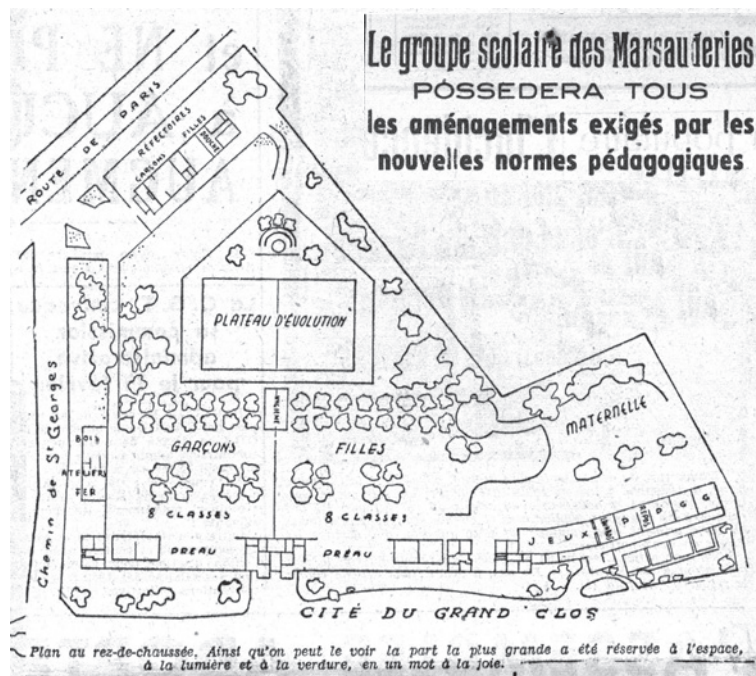 Le groupe scolaire des Marsauderies
POSSEDERA TOUS
les aménagements exigés par les
nouvelles normes pédagogiques
ROUTE DE PARIS
REFECTOIRES
GARÇONS
FILLES
DOUCHES
PLATEAU D'ÉVOLUTION
MATERNELLE
GARÇONS
FILLES
BOIS
ATELIERS
FER
8 CLASSES
8 CLASSES
Chemin de St Georges
PREAU
PRÉAU
JEUX
P
P
G
G
CITÉ DU GRAND CLOS
Plan au rez-de-chaussée. Ainsi qu'on peut le voir la part la plus grande a été réservée à l'espace,
à la lumière et à la verdure, en un mot à la joie.